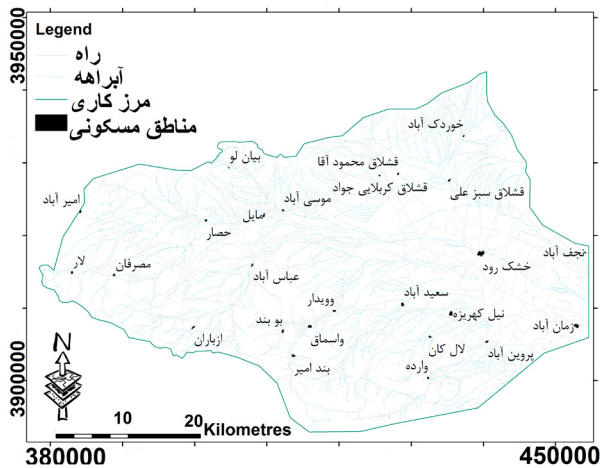 3950000
Legend
راه
آبراهه
مرز کاری
مناطق مسکونی
خوردک آباد
بیان لو
قشلاق محمود آقا
قشلاق کربلایی جواد
قشلاق سبز علی
امیر آباد
موسی آباد
مایل
حصار
نجف آباد
خشک رود
لار
مصرفان
عباس آباد
سعید آباد
وویدار
نیل کهریزه
زمان آباد
بو بند
واسماق
ازباران
لال کان
پروین آباد
بند امیر
وارده
3900000
N
10
20
Kilometres
380000
450000